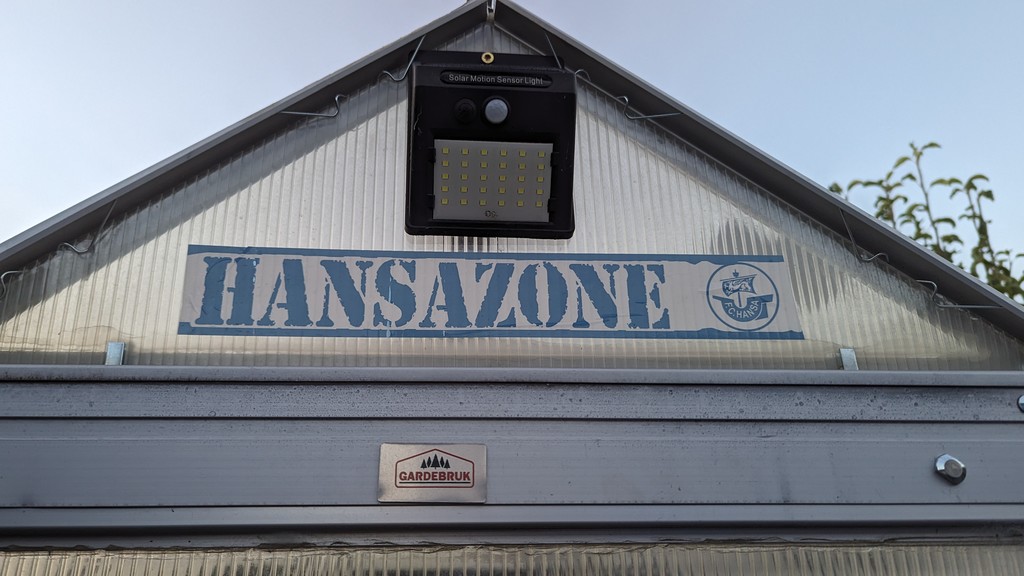 Solar Motion Sensor Light
HANSAZONE
F.C. HANSA
GARDEBRUK